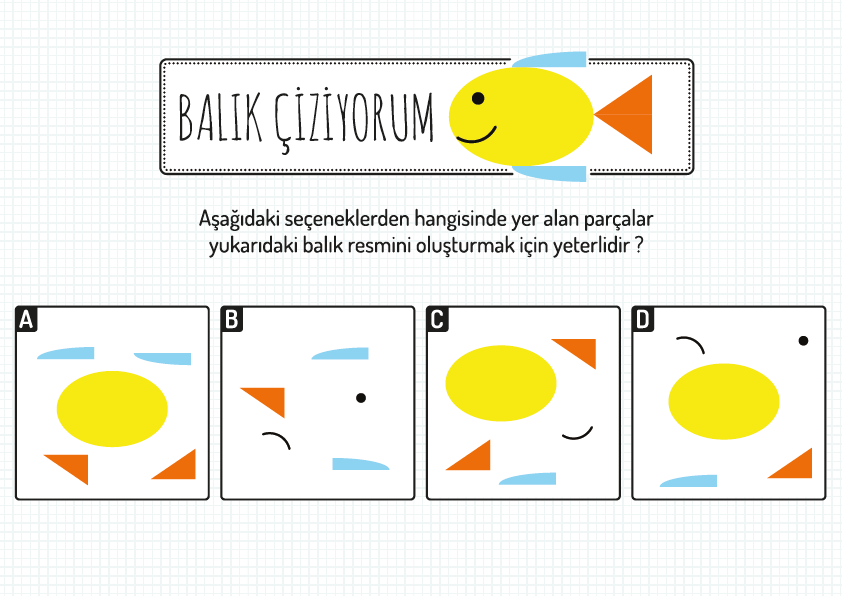 BALIK ÇİZİYORUM
Aşağıdaki seçeneklerden hangisinde yer alan parçalar
yukarıdaki balık resmini oluşturmak için yeterlidir ?
A
B
C
D